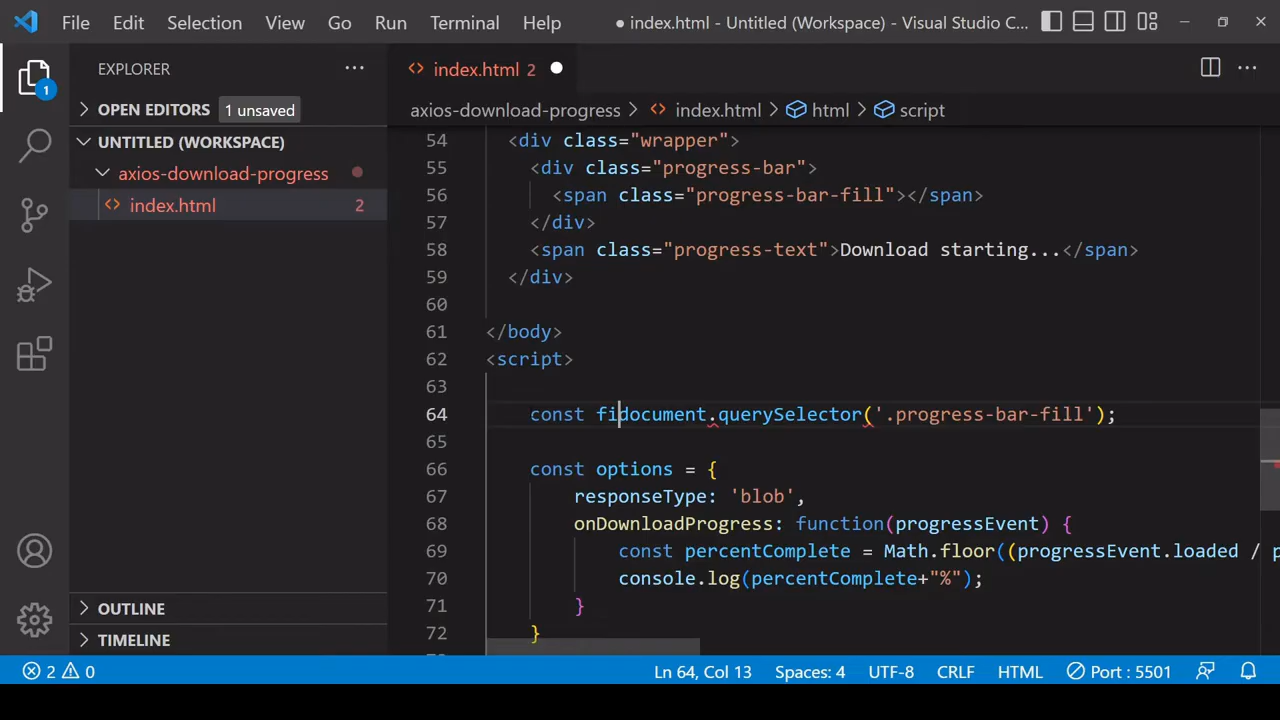 File Edit Selection View Go Run Terminal Help ● index.html - Untitled (Workspace) - Visual Studio C...
EXPLORER
index.html 2
OPEN EDITORS 1 unsaved
axios-download-progress > index.html > html > script
UNTITLED (WORKSPACE)
axios-download-progress
index.html 2
1
54 <div class="wrapper">
55 <div class="progress-bar">
56 <span class="progress-bar-fill"></span>
57 </div>
58 <span class="progress-text">Download starting...</span>
59 </div>
60
61 </body>
62 <script>
63
64 const fidocument.querySelector('.progress-bar-fill');
65
66 const options = {
67 responseType: 'blob',
68 onDownloadProgress: function(progressEvent) {
69 const percentComplete = Math.floor((progressEvent.loaded / p
70 console.log(percentComplete+"%");
71 }
72 }
OUTLINE
TIMELINE
2 0 Ln 64, Col 13 Spaces: 4 UTF-8 CRLF HTML Port : 5501